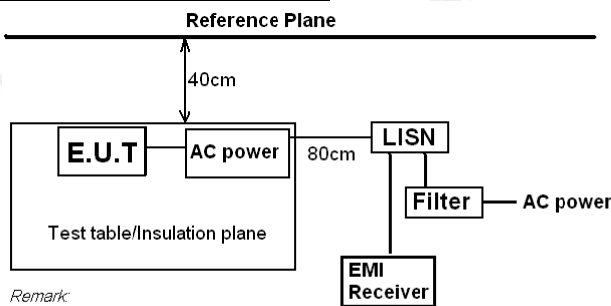 Reference Plane
40cm
E.U.T
AC power
80cm
LISN
Filter
AC power
Test table/Insulation plane
EMI
Receiver
Remark: